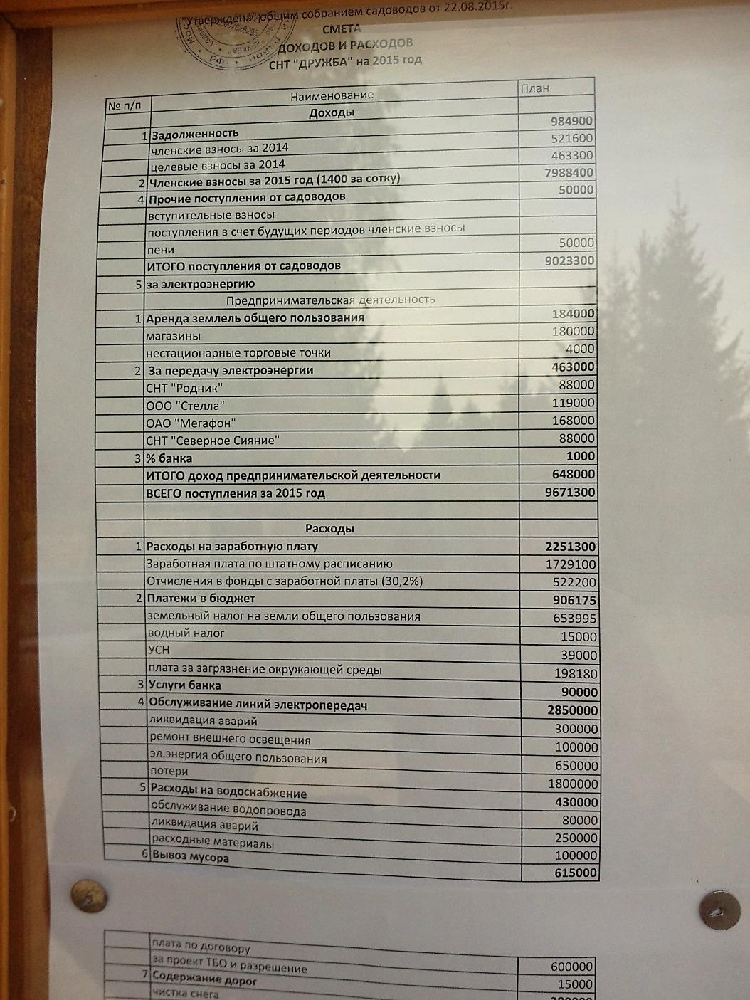 "Утверждена" общим собранием садоводов от 22.08.2015г.
СМЕТА
ДОХОДОВ И РАСХОДОВ
СНТ "ДРУЖБА" на 2015 год
№ п/п Наименование План
Доходы
1 Задолженность 984900
членские взносы за 2014 521600
целевые взносы за 2014 463300
2 Членские взносы за 2015 год (1400 за сотку) 7988400
4 Прочие поступления от садоводов 50000
вступительные взносы
поступления в счет будущих периодов членские взносы
пени 50000
ИТОГО поступления от садоводов 9023300
5 за электроэнергию
Предпринимательская деятельность
1 Аренда землель общего пользования 184000
магазины 180000
нестационарные торговые точки 4000
2 За передачу электроэнергии 463000
СНТ "Родник" 88000
ООО "Стелла" 119000
ОАО "Мегафон" 168000
СНТ "Северное Сияние" 88000
3 % банка 1000
ИТОГО доход предпринимательской деятельности 648000
ВСЕГО поступления за 2015 год 9671300
Расходы
1 Расходы на заработную плату 2251300
Заработная плата по штатному расписанию 1729100
Отчисления в фонды с заработной платы (30,2%) 522200
2 Платежи в бюджет 906175
земельный налог на земли общего пользования 653995
водный налог 15000
УСН 39000
плата за загрязнение окружающей среды 198180
3 Услуги банка 90000
4 Обслуживание линий электропередач 2850000
ликвидация аварий 300000
ремонт внешнего освещения 100000
эл.энергия общего пользования 650000
потери 1800000
5 Расходы на водоснабжение 430000
обслуживание водопровода 80000
ликвидация аварий 250000
расходные материалы 100000
6 Вывоз мусора 615000
плата по договору 600000
за проект ТБО и разрешение 15000
7 Содержание дорог
чистка снега